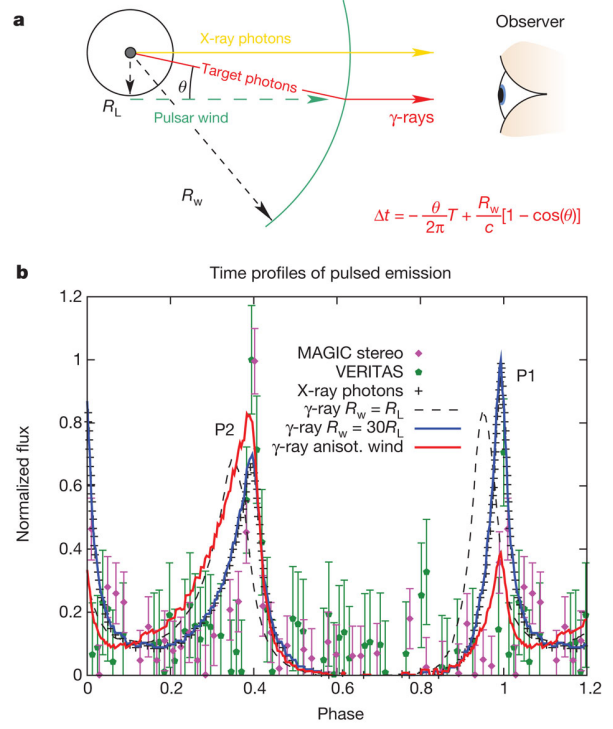 a
Observer
X-ray photons
Target photons
θ
R_L
Pulsar wind
γ-rays
R_w
Δt = − θ/2π T + R_w/c [1 − cos(θ)]
b
Time profiles of pulsed emission
1.2
1
0.8
0.6
0.4
0.2
0
Normalized flux
MAGIC stereo
VERITAS
X-ray photons
γ-ray R_w = R_L
γ-ray R_w = 30R_L
γ-ray anisot. wind
P2
P1
0 0.2 0.4 0.6 0.8 1 1.2
Phase